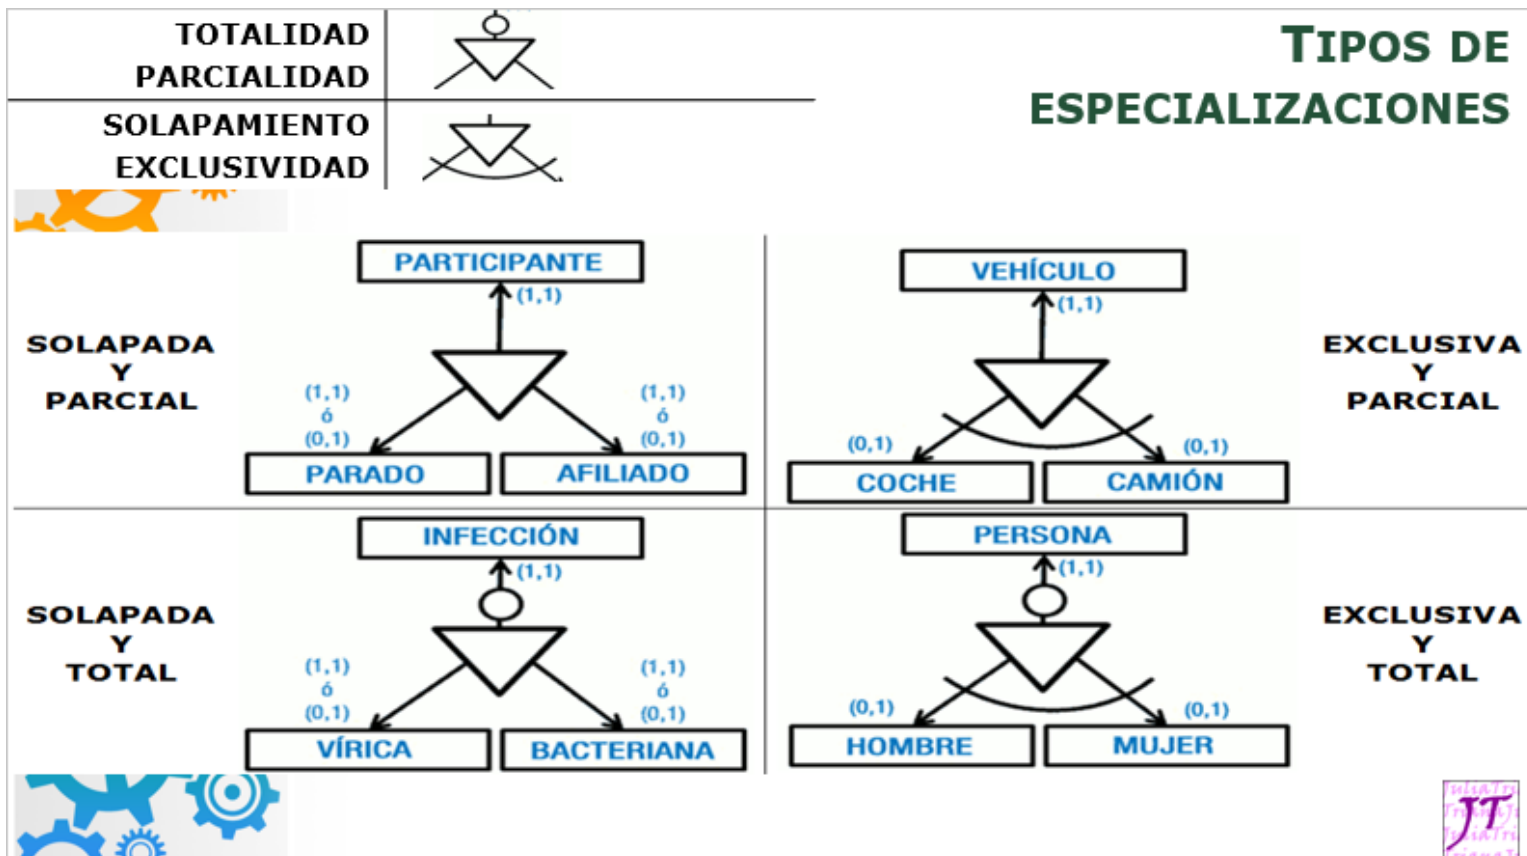 TOTALIDAD
PARCIALIDAD
SOLAPAMIENTO
EXCLUSIVIDAD
TIPOS DE
ESPECIALIZACIONES
SOLAPADA
Y
PARCIAL
PARTICIPANTE
(1,1)
(1,1)
ó
(0,1)
(1,1)
ó
(0,1)
PARADO
AFILIADO
VEHÍCULO
(1,1)
(0,1)
(0,1)
COCHE
CAMIÓN
EXCLUSIVA
Y
PARCIAL
SOLAPADA
Y
TOTAL
INFECCIÓN
(1,1)
(1,1)
ó
(0,1)
(1,1)
ó
(0,1)
VÍRICA
BACTERIANA
PERSONA
(1,1)
(0,1)
(0,1)
HOMBRE
MUJER
EXCLUSIVA
Y
TOTAL
JT